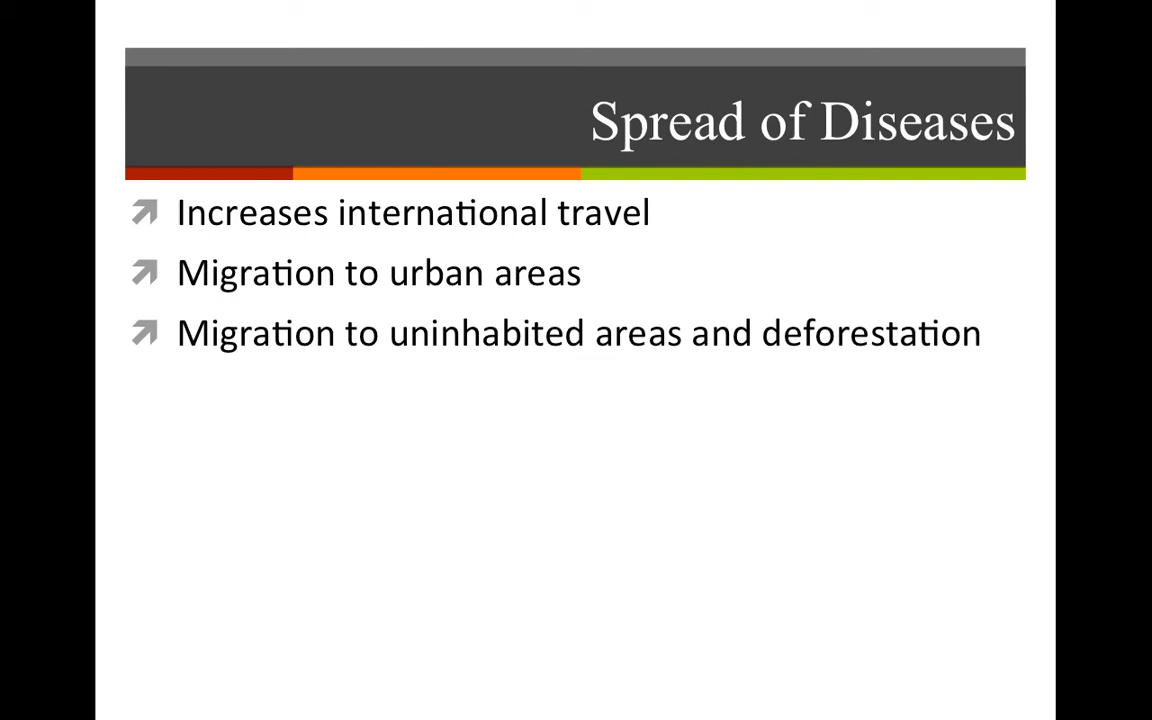 Spread of Diseases
Increases international travel
Migration to urban areas
Migration to uninhabited areas and deforestation